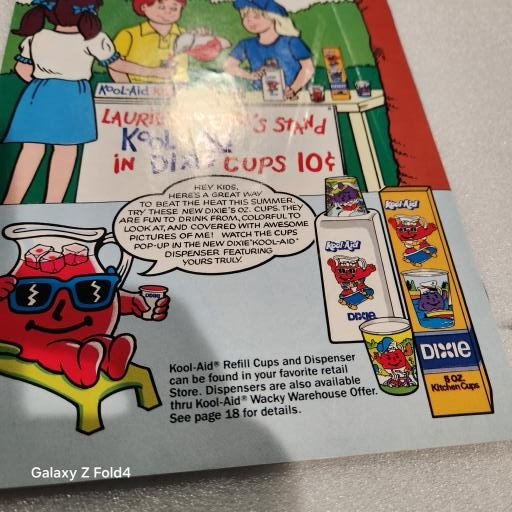 KOOL-AID
LAURI 'S STAND
KOOL
IN DIXIE CUPS 10¢
HEY KIDS,
HERE'S A GREAT WAY
TO BEAT THE HEAT THIS SUMMER.
TRY THESE NEW DIXIE® 5 OZ. CUPS. THEY
ARE FUN TO DRINK FROM, COLORFUL TO
LOOK AT, AND COVERED WITH AWESOME
PICTURES OF ME! WATCH THE CUPS
POP-UP IN THE NEW DIXIE®KOOL-AID®
DISPENSER FEATURING
YOURS TRULY.
Kool-Aid
DIXIE
Kool-Aid
DIXIE
5 OZ.
Kitchen Cups
DIXIE
Kool-Aid® Refill Cups and Dispenser
can be found in your favorite retail
Store. Dispensers are also available
thru Kool-Aid® Wacky Warehouse Offer.
See page 18 for details.
Galaxy Z Fold4